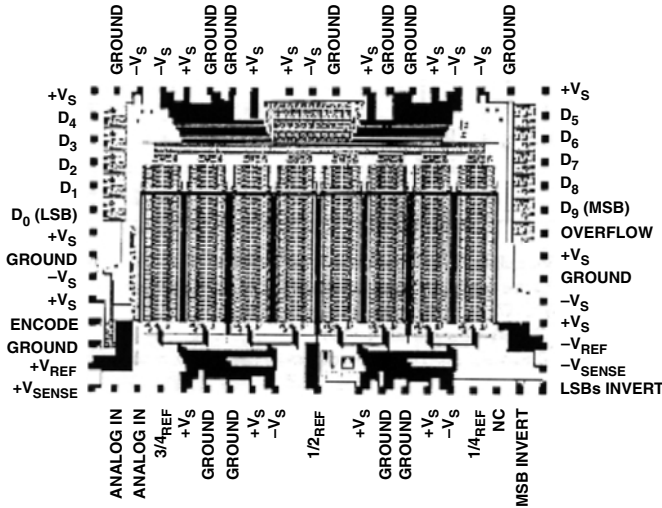 GROUND
–VS
–VS
+VS
GROUND
GROUND
+VS
+VS
–VS
GROUND
+VS
GROUND
GROUND
+VS
–VS
–VS
GROUND
+VS
D4
D3
D2
D1
D0 (LSB)
+VS
GROUND
–VS
+VS
ENCODE
GROUND
+VREF
+VSENSE
+VS
D5
D6
D7
D8
D9 (MSB)
OVERFLOW
+VS
GROUND
–VS
+VS
–VREF
–VSENSE
LSBs INVERT
ANALOG IN
ANALOG IN
3/4REF
+VS
GROUND
GROUND
+VS
–VS
1/2REF
+VS
GROUND
GROUND
+VS
–VS
1/4REF
NC
MSB INVERT